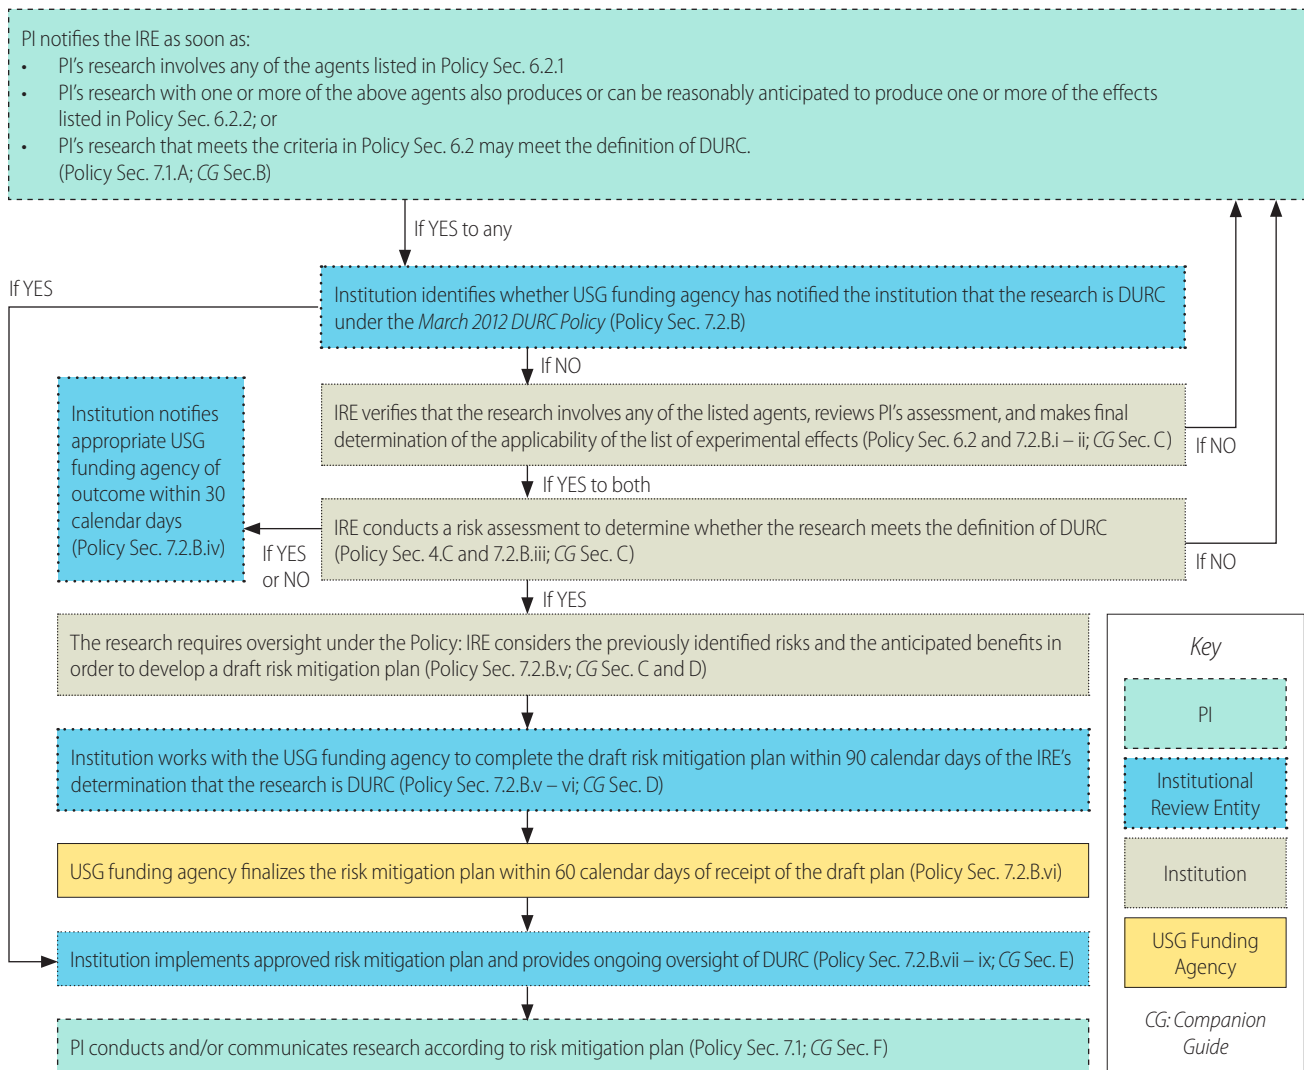 PI notifies the IRE as soon as:
• PI's research involves any of the agents listed in Policy Sec. 6.2.1
• PI's research with one or more of the above agents also produces or can be reasonably anticipated to produce one or more of the effects
listed in Policy Sec. 6.2.2; or
• PI's research that meets the criteria in Policy Sec. 6.2 may meet the definition of DURC.
(Policy Sec. 7.1.A; CG Sec.B)
If YES to any
If YES
Institution identifies whether USG funding agency has notified the institution that the research is DURC
under the March 2012 DURC Policy (Policy Sec. 7.2.B)
If NO
IRE verifies that the research involves any of the listed agents, reviews PI's assessment, and makes final
determination of the applicability of the list of experimental effects (Policy Sec. 6.2 and 7.2.B.i – ii; CG Sec. C)
If NO
If YES to both
Institution notifies
appropriate USG
funding agency of
outcome within 30
calendar days
(Policy Sec. 7.2.B.iv)
If YES
or NO
IRE conducts a risk assessment to determine whether the research meets the definition of DURC
(Policy Sec. 4.C and 7.2.B.iii; CG Sec. C)
If NO
If YES
The research requires oversight under the Policy: IRE considers the previously identified risks and the anticipated benefits in
order to develop a draft risk mitigation plan (Policy Sec. 7.2.B.v; CG Sec. C and D)
Institution works with the USG funding agency to complete the draft risk mitigation plan within 90 calendar days of the IRE's
determination that the research is DURC (Policy Sec. 7.2.B.v – vi; CG Sec. D)
USG funding agency finalizes the risk mitigation plan within 60 calendar days of receipt of the draft plan (Policy Sec. 7.2.B.vi)
Institution implements approved risk mitigation plan and provides ongoing oversight of DURC (Policy Sec. 7.2.B.vii – ix; CG Sec. E)
PI conducts and/or communicates research according to risk mitigation plan (Policy Sec. 7.1; CG Sec. F)
Key
PI
Institutional
Review Entity
Institution
USG Funding
Agency
CG: Companion
Guide